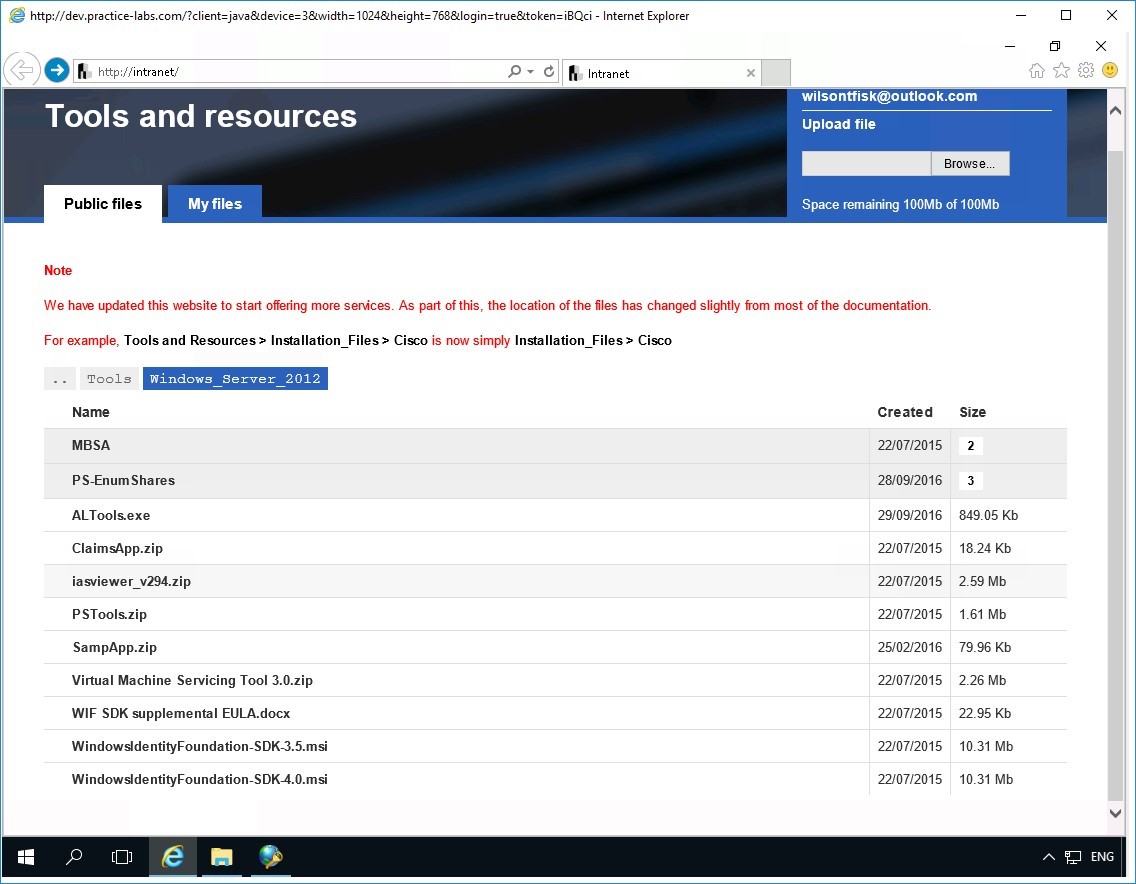 http://dev.practice-labs.com/?client=java&device=3&width=1024&height=768&login=true&token=iBQci - Internet Explorer
http://intranet/
Intranet
Tools and resources
wilsontfisk@outlook.com
Upload file
Browse...
Space remaining 100Mb of 100Mb
Public files My files
Note
We have updated this website to start offering more services. As part of this, the location of the files has changed slightly from most of the documentation.
For example, Tools and Resources > Installation_Files > Cisco is now simply Installation_Files > Cisco
.. Tools Windows_Server_2012
Name Created Size
MBSA 22/07/2015 2
PS-EnumShares 28/09/2016 3
ALTools.exe 29/09/2016 849.05 Kb
ClaimsApp.zip 22/07/2015 18.24 Kb
iasviewer_v294.zip 22/07/2015 2.59 Mb
PSTools.zip 22/07/2015 1.61 Mb
SampApp.zip 25/02/2016 79.96 Kb
Virtual Machine Servicing Tool 3.0.zip 22/07/2015 2.26 Mb
WIF SDK supplemental EULA.docx 22/07/2015 22.95 Kb
WindowsIdentityFoundation-SDK-3.5.msi 22/07/2015 10.31 Mb
WindowsIdentityFoundation-SDK-4.0.msi 22/07/2015 10.31 Mb
ENG